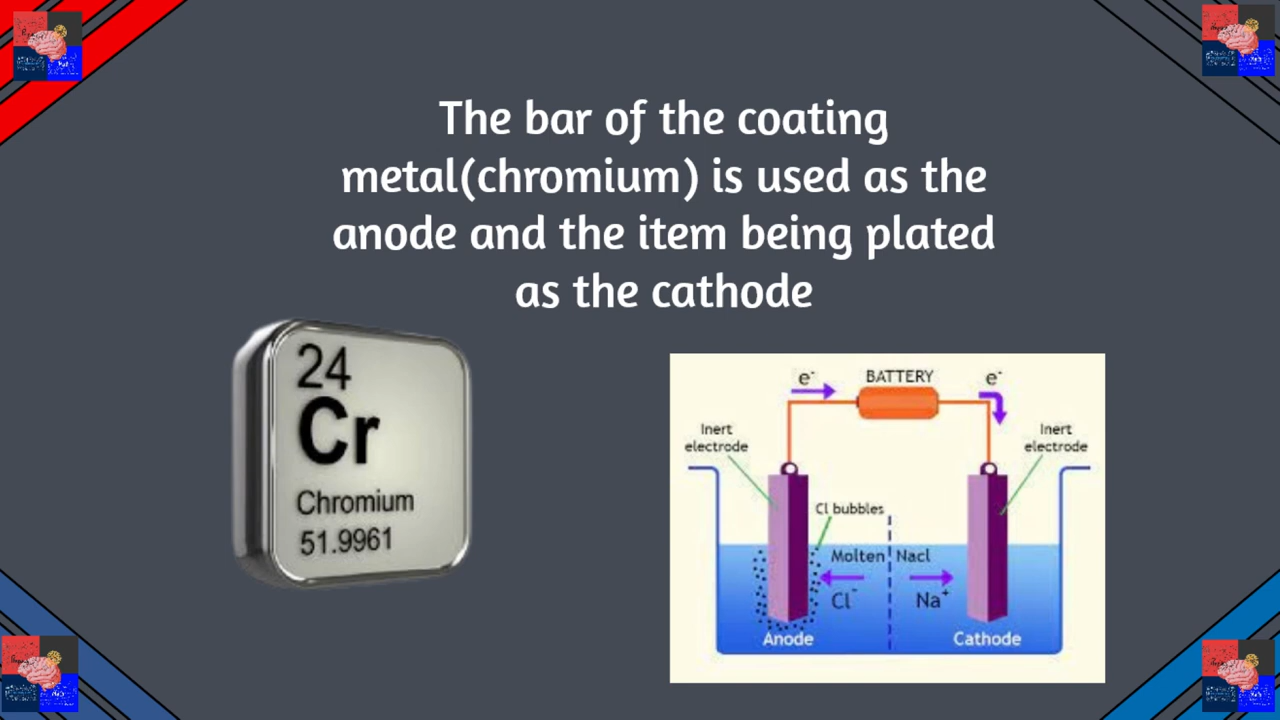 The bar of the coating
metal(chromium) is used as the
anode and the item being plated
as the cathode
24
Cr
Chromium
51.9961
e-
BATTERY
e-
Inert
electrode
Inert
electrode
Cl bubbles
Molten Nacl
Cl-
Na+
Anode
Cathode